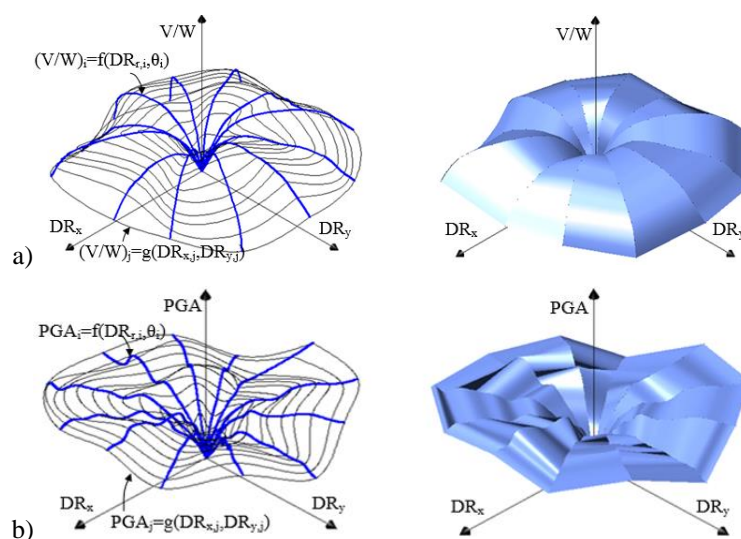 V/W
(V/W)i=f(DRr,i,θi)
DRx
DRy
(V/W)j=g(DRx,j,DRy,j)
V/W
DRx
DRy
a)
PGA
PGAi=f(DRr,i,θi)
DRx
DRy
PGAj=g(DRx,j,DRy,j)
PGA
DRx
DRy
b)